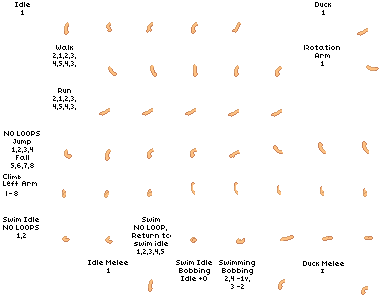 Idle
1
Duck
1
Walk
2,1,2,3,
4,5,4,3,
Rotation
Arm
1
Run
2,1,2,3,
4,5,4,3,
NO LOOPS
Jump
1,2,3,4
Fall
5,6,7,8
Climb
Left Arm
1-8
Swim Idle
NO LOOPS
1,2
Swim
NO LOOP,
Return to
swim idle
1,2,3,4,5
Swim Idle
Bobbing
Idle +0
Swimming
Bobbing
2,4 -1y,
3 -2
Idle Melee
1
Duck Melee
1